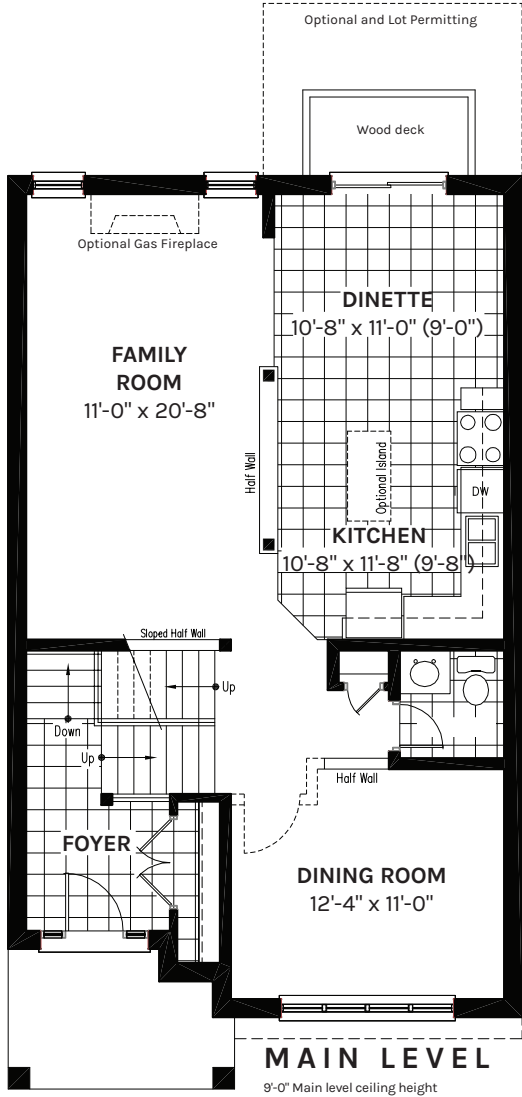 Optional and Lot Permitting
Wood deck
Optional Gas Fireplace
DINETTE
10'-8" x 11'-0" (9'-0")
FAMILY
ROOM
11'-0" x 20'-8"
Half Wall
Optional Island
DW
KITCHEN
10'-8" x 11'-8" (9'-8")
Sloped Half Wall
Up
Down
Up
Half Wall
FOYER
DINING ROOM
12'-4" x 11'-0"
MAIN LEVEL
9'-0" Main level ceiling height